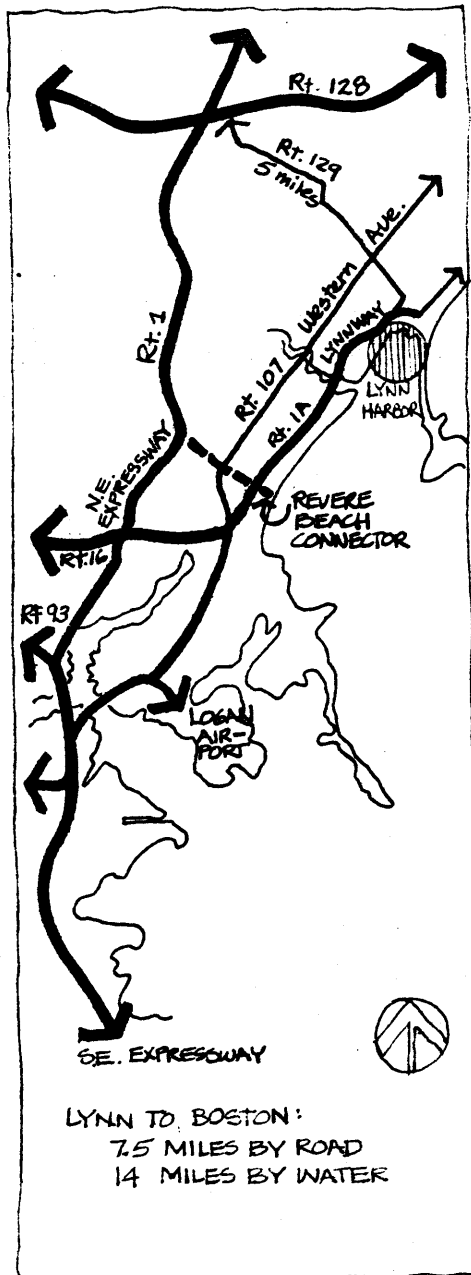 Rt. 128
Rt. 129
5 miles
Western Ave.
Rt. 1
LYNNWAY
Rt 107
Rt. 1A
LYNN
HARBOR
N.E.
EXPRESSWAY
REVERE
BEACH
CONNECTOR
Rt.16
Rt 93
LOGAN
AIR-
PORT
S.E. EXPRESSWAY
LYNN TO BOSTON:
7.5 MILES BY ROAD
14 MILES BY WATER